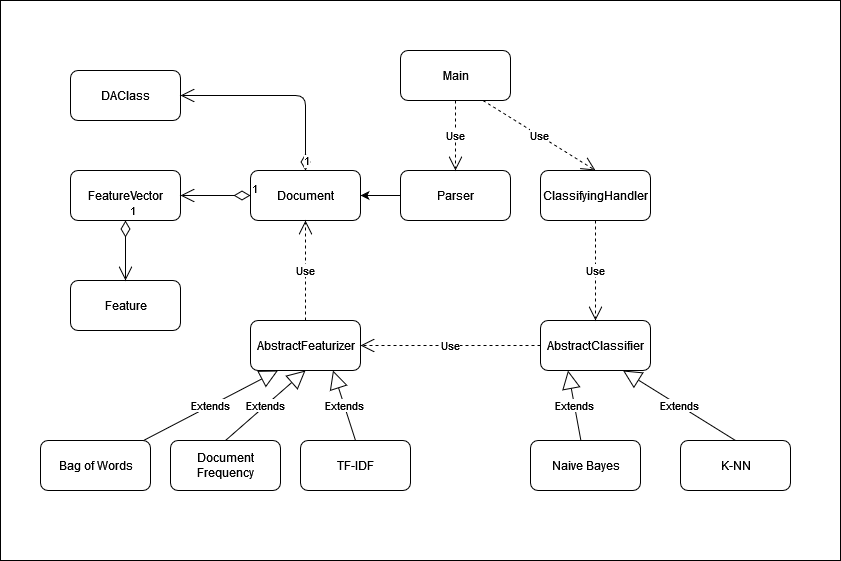 Main
DAClass
Use
Use
1
FeatureVector
1
1
Document
Parser
ClassifyingHandler
Use
Use
Feature
AbstractFeaturizer
Use
AbstractClassifier
Extends
Extends
Extends
Extends
Extends
Bag of Words
Document
Frequency
TF-IDF
Naive Bayes
K-NN